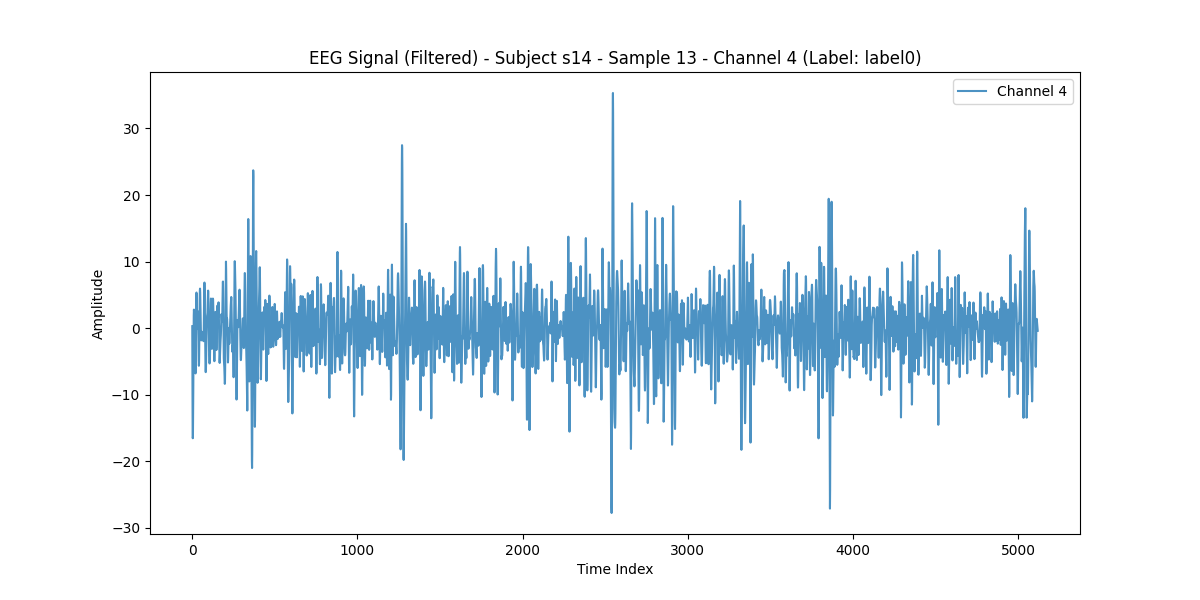 EEG Signal (Filtered) - Subject s14 - Sample 13 - Channel 4 (Label: label0)
Channel 4
30
20
10
0
−10
−20
−30
Amplitude
0 1000 2000 3000 4000 5000
Time Index